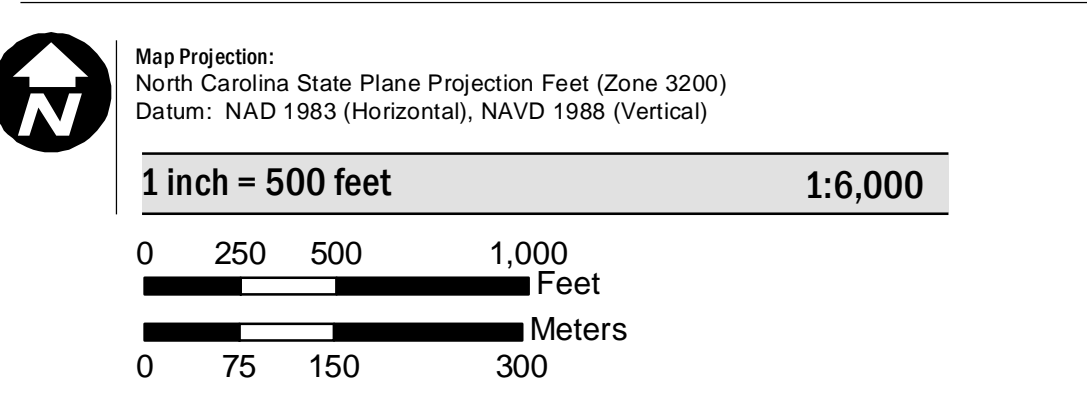 N
Map Projection:
North Carolina State Plane Projection Feet (Zone 3200)
Datum: NAD 1983 (Horizontal), NAVD 1988 (Vertical)
1 inch = 500 feet 1:6,000
0 250 500 1,000
Feet
Meters
0 75 150 300